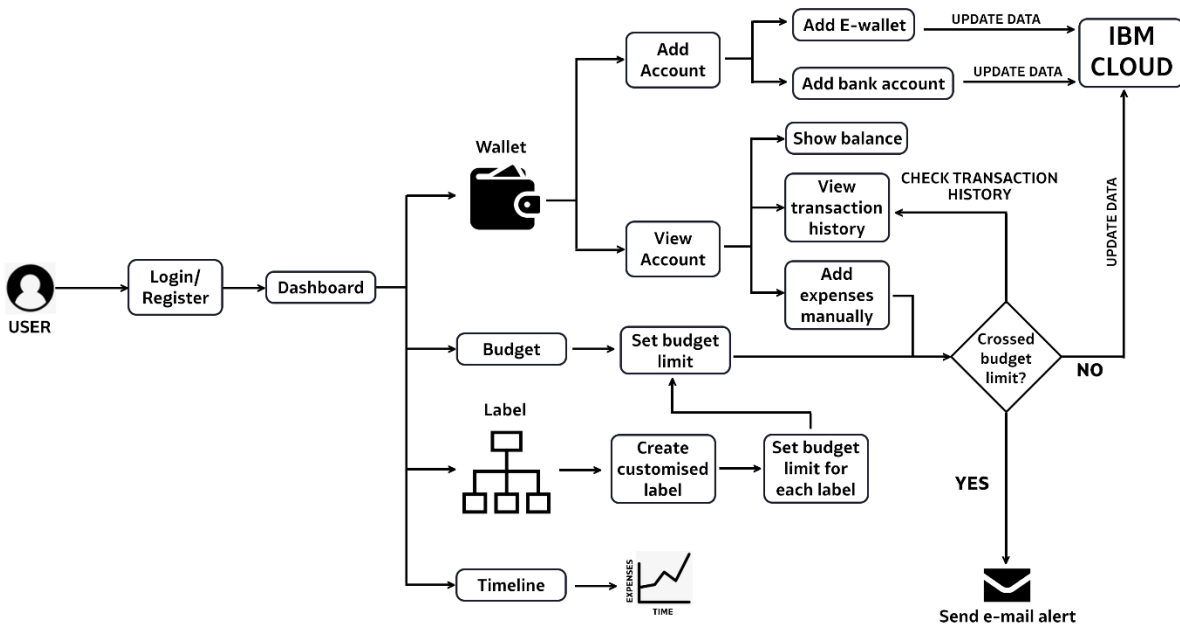 Add E-wallet
UPDATE DATA
IBM
CLOUD
Add
Account
Add bank account
UPDATE DATA
Wallet
Show balance
View
transaction
history
CHECK TRANSACTION
HISTORY
UPDATE DATA
View
Account
Add
expenses
manually
USER
Login/
Register
Dashboard
Budget
Set budget
limit
Crossed
budget
limit?
NO
Label
Create
customised
label
Set budget
limit for
each label
YES
Timeline
EXPENSES
TIME
Send e-mail alert